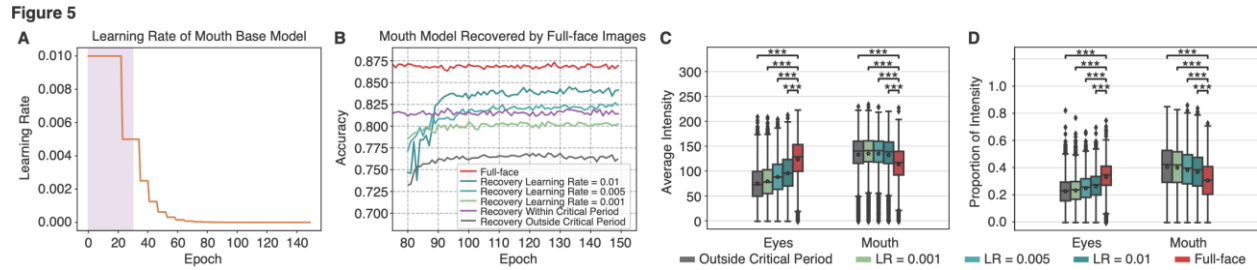 Figure 5
A Learning Rate of Mouth Base Model
0.010
0.008
0.006
0.004
0.002
0.000
Learning Rate
0 20 40 60 80 100 120 140
Epoch
B Mouth Model Recovered by Full-face Images
0.875
0.850
0.825
0.800
0.775
0.750
0.725
0.700
Accuracy
Full-face
Recovery Learning Rate = 0.01
Recovery Learning Rate = 0.005
Recovery Learning Rate = 0.001
Recovery Within Critical Period
Recovery Outside Critical Period
80 90 100 110 120 130 140 150
Epoch
C
300
250
200
150
100
50
0
Average Intensity
***
***
***
***
***
***
***
***
Eyes Mouth
D
1.0
0.8
0.6
0.4
0.2
0.0
Proportion of Intensity
***
***
***
***
***
***
***
***
Eyes Mouth
Outside Critical Period LR = 0.001 LR = 0.005 LR = 0.01 Full-face